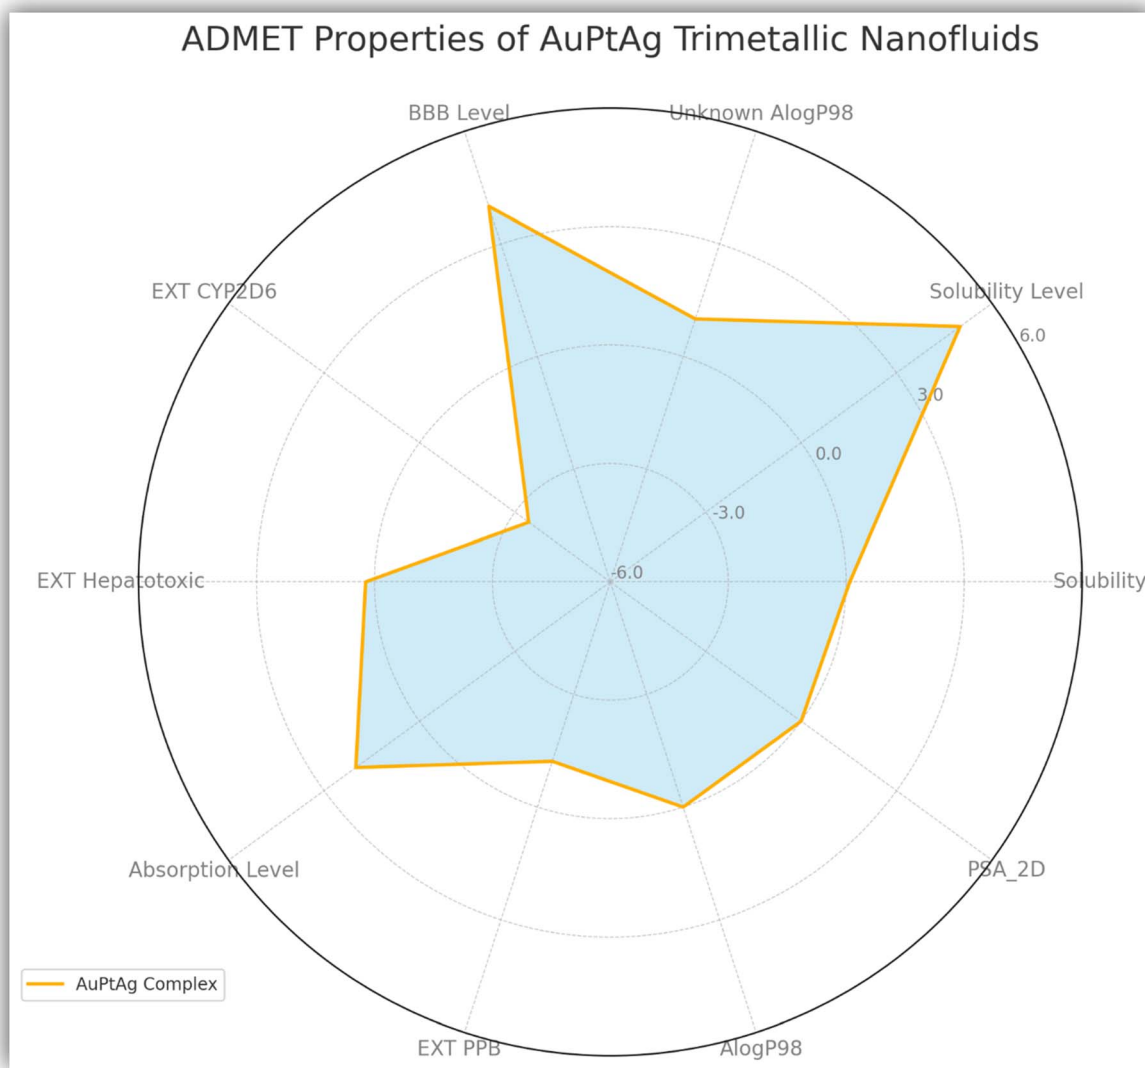 ADMET Properties of AuPtAg Trimetallic Nanofluids
BBB Level
Unknown AlogP98
EXT CYP2D6
Solubility Level
6.0
3.0
0.0
-3.0
-6.0
EXT Hepatotoxic
Solubility
Absorption Level
PSA_2D
AuPtAg Complex
EXT PPB
AlogP98